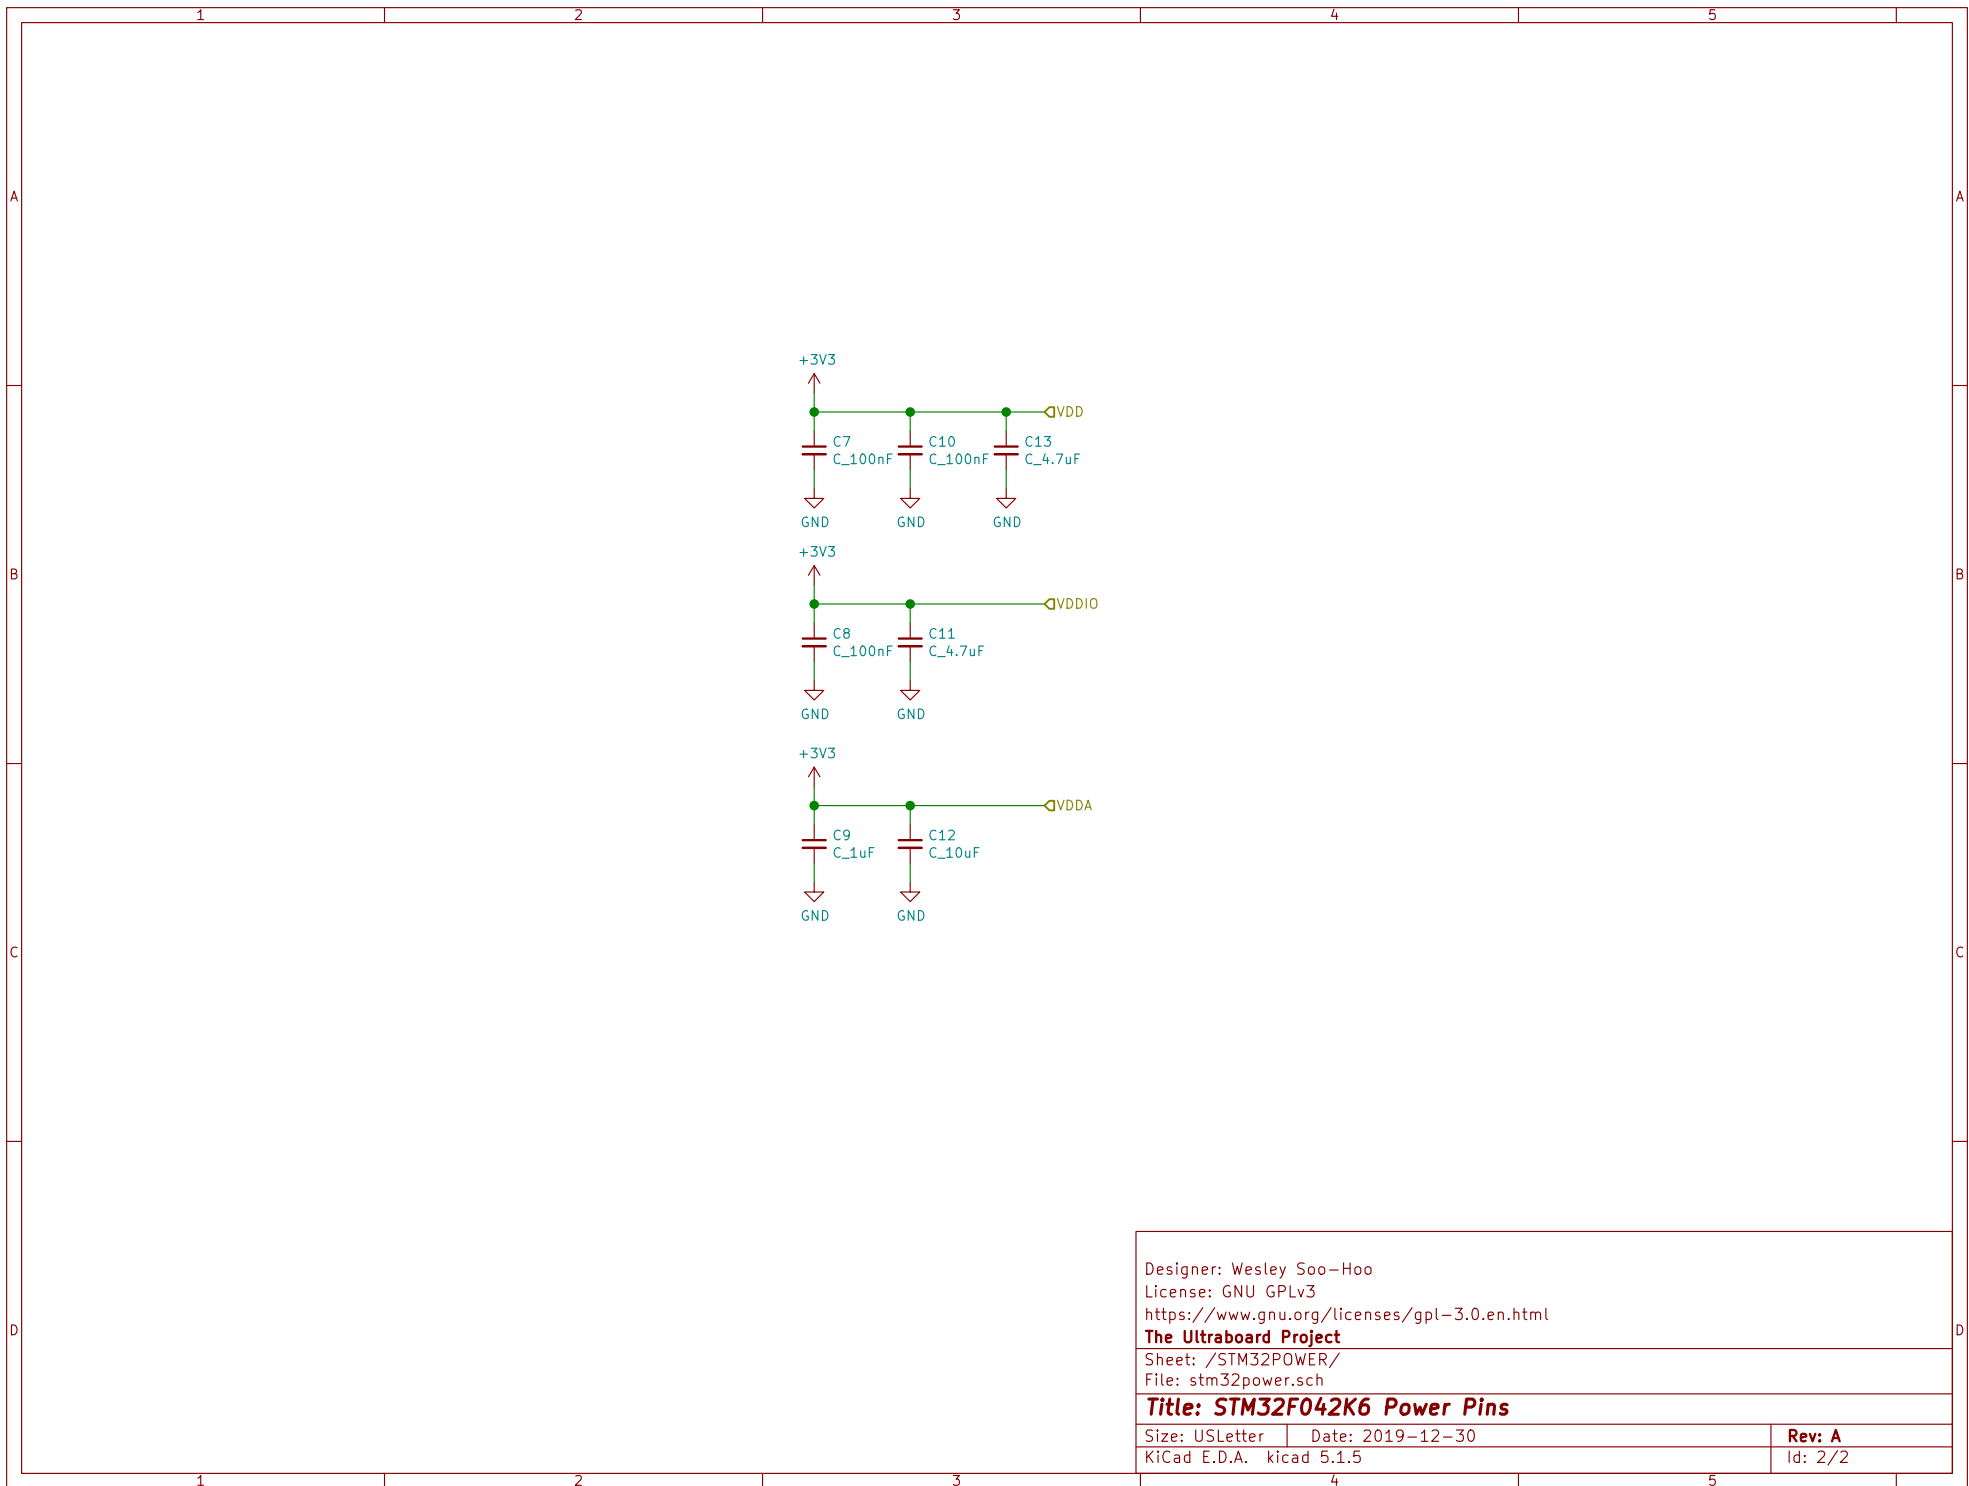 1 2 3 4 5
A A
+3V3
VDD
C7 C10 C13
C_100nF C_100nF C_4.7uF
GND GND GND
+3V3
B B
VDDIO
C8 C11
C_100nF C_4.7uF
GND GND
+3V3
VDDA
C9 C12
C_1uF C_10uF
GND GND
C C
Designer: Wesley Soo-Hoo
License: GNU GPLv3
https://www.gnu.org/licenses/gpl-3.0.en.html
D D
The Ultraboard Project
Sheet: /STM32POWER/
File: stm32power.sch
Title: STM32F042K6 Power Pins
Size: USLetter Date: 2019-12-30 Rev: A
KiCad E.D.A. kicad 5.1.5 Id: 2/2
1 2 3 4 5